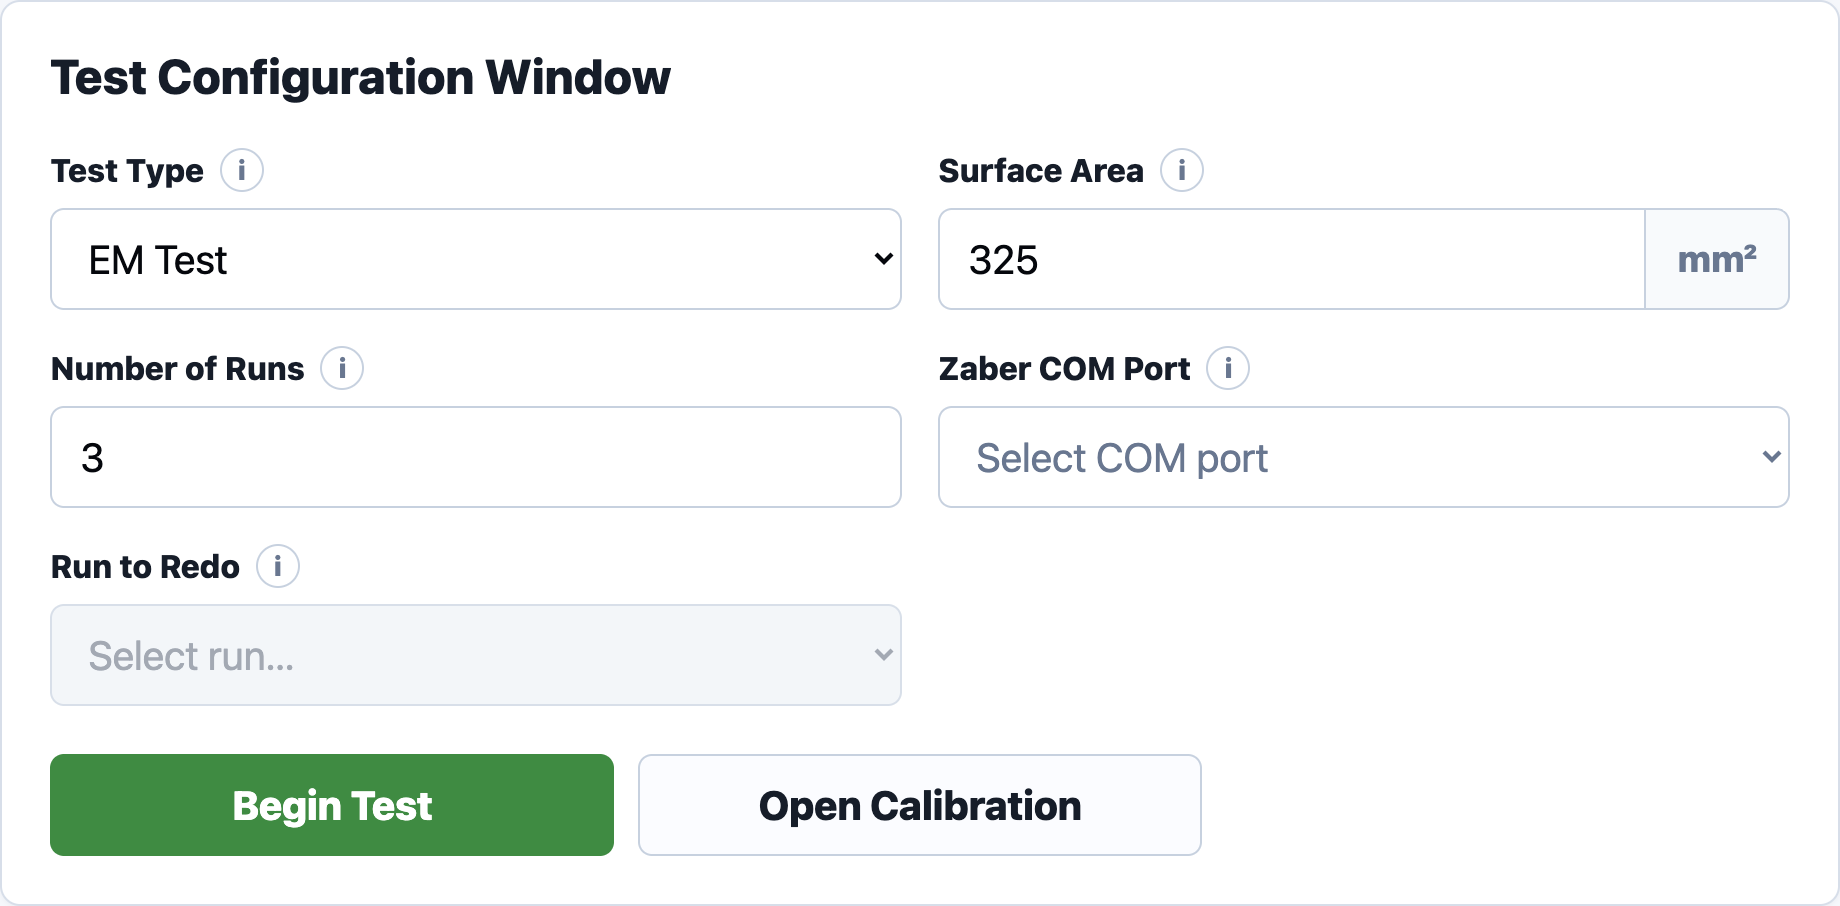 Test Configuration Window
Test Type i
Surface Area i
EM Test
325 mm²
Number of Runs i
Zaber COM Port i
3
Select COM port
Run to Redo i
Select run...
Begin Test
Open Calibration